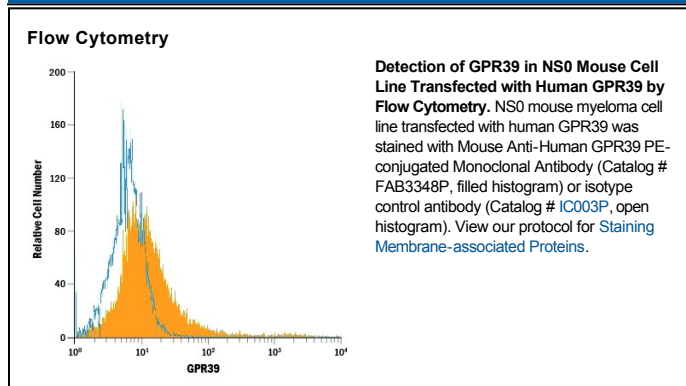 Flow Cytometry
200
160
120
80
40
0
Relative Cell Number
10⁰ 10¹ 10² 10³ 10⁴
GPR39
Detection of GPR39 in NS0 Mouse Cell
Line Transfected with Human GPR39 by
Flow Cytometry. NS0 mouse myeloma cell
line transfected with human GPR39 was
stained with Mouse Anti-Human GPR39 PE-
conjugated Monoclonal Antibody (Catalog #
FAB3348P, filled histogram) or isotype
control antibody (Catalog # IC003P, open
histogram). View our protocol for Staining
Membrane-associated Proteins.